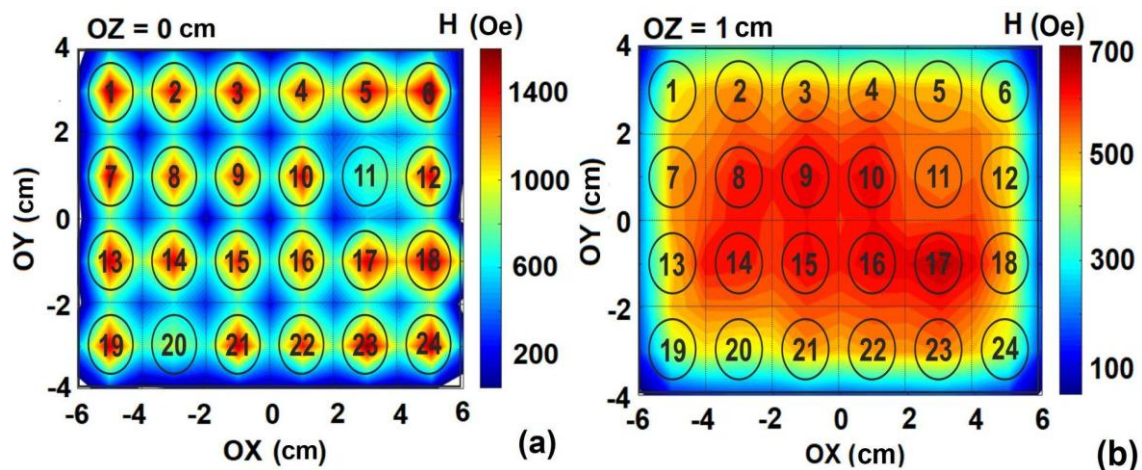 OZ = 0 cm H (Oe)
4
2
0
-2
-4
OY (cm)
1 2 3 4 5 6
7 8 9 10 11 12
13 14 15 16 17 18
19 20 21 22 23 24
-6 -4 -2 0 2 4 6
OX (cm)
1400
1000
600
200
(a)
OZ = 1 cm H (Oe)
4
2
0
-2
-4
OY (cm)
1 2 3 4 5 6
7 8 9 10 11 12
13 14 15 16 17 18
19 20 21 22 23 24
-6 -4 -2 0 2 4 6
OX (cm)
700
500
300
100
(b)